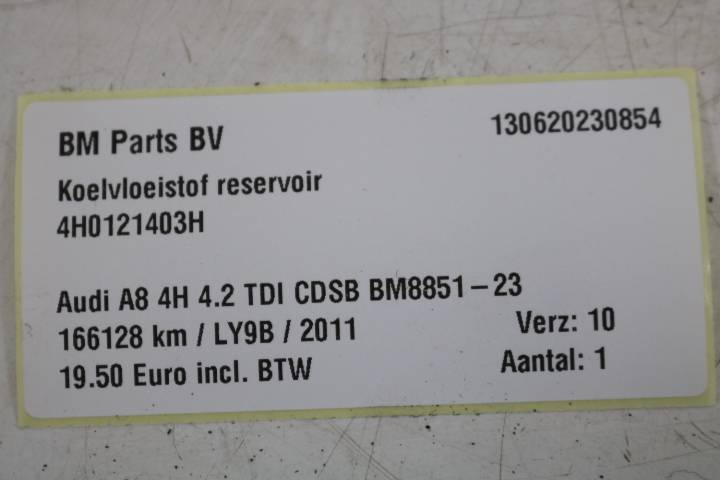 BM Parts BV 130620230854
Koelvloeistof reservoir
4H0121403H
Audi A8 4H 4.2 TDI CDSB BM8851-23
166128 km / LY9B / 2011 Verz: 10
19.50 Euro incl. BTW Aantal: 1